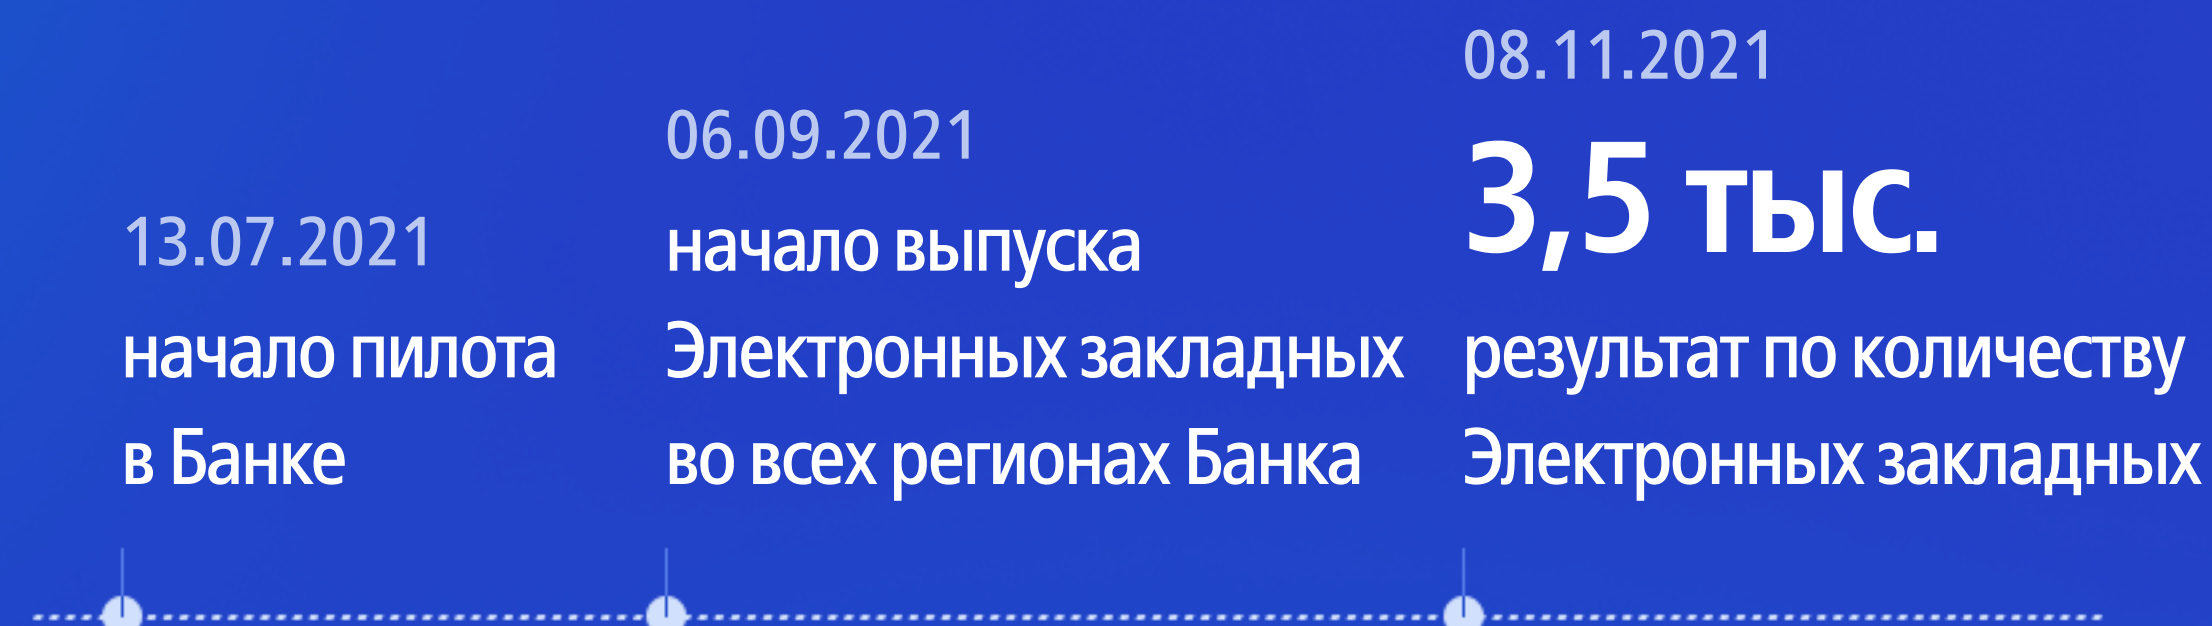 13.07.2021
начало пилота
в Банке
06.09.2021
начало выпуска
Электронных закладных
во всех регионах Банка
08.11.2021
3,5 тыс.
результат по количеству
Электронных закладных